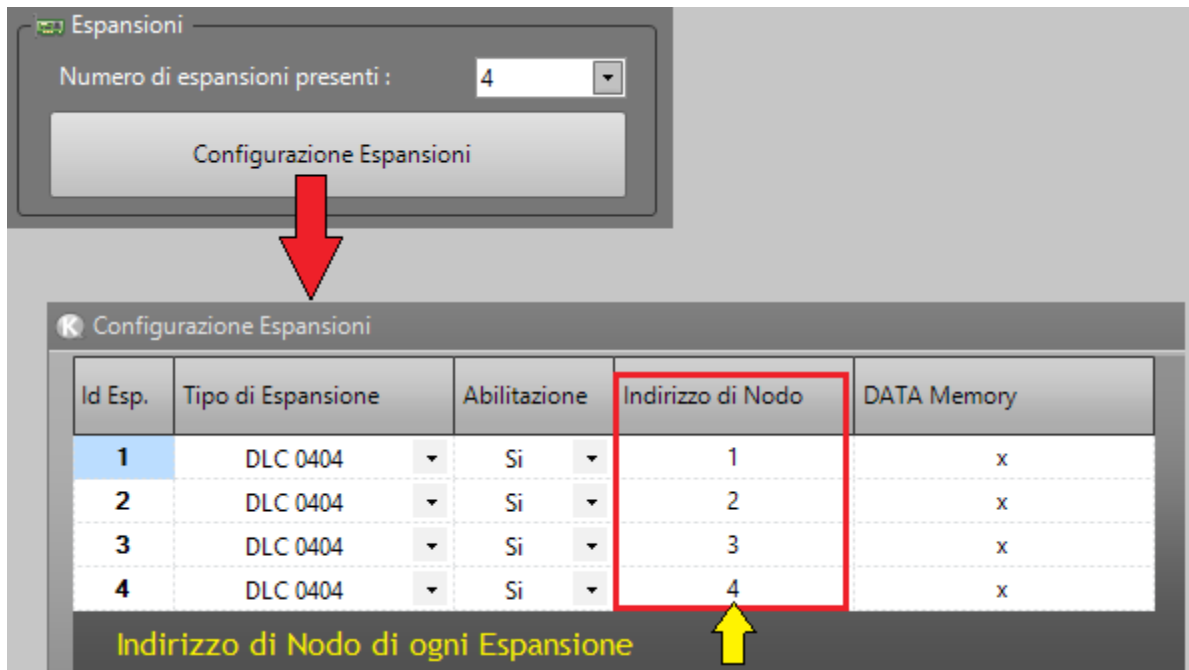 Espansioni
Numero di espansioni presenti : 4
Configurazione Espansioni
K Configurazione Espansioni
Id Esp. Tipo di Espansione Abilitazione Indirizzo di Nodo DATA Memory
1 DLC 0404 Si 1 x
2 DLC 0404 Si 2 x
3 DLC 0404 Si 3 x
4 DLC 0404 Si 4 x
Indirizzo di Nodo di ogni Espansione